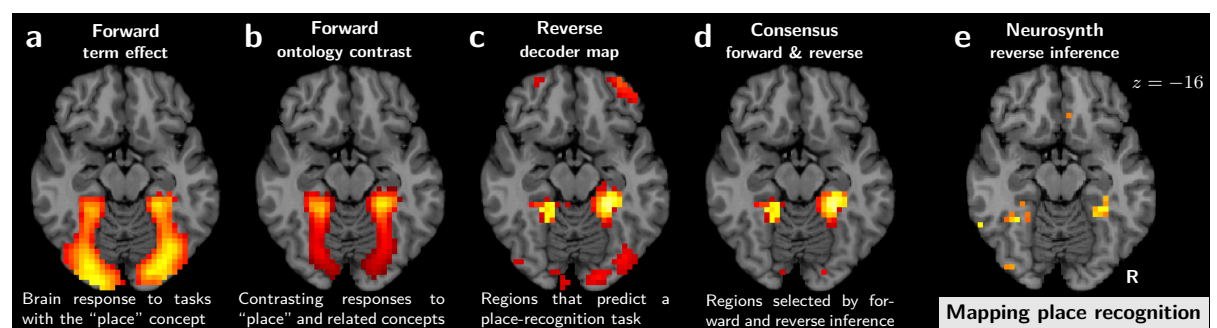 a Forward
term effect
Brain response to tasks
with the “place” concept
b Forward
ontology contrast
Contrasting responses to
“place” and related concepts
c Reverse
decoder map
Regions that predict a
place-recognition task
d Consensus
forward & reverse
Regions selected by for-
ward and reverse inference
e Neurosynth
reverse inference
z = −16
R
Mapping place recognition